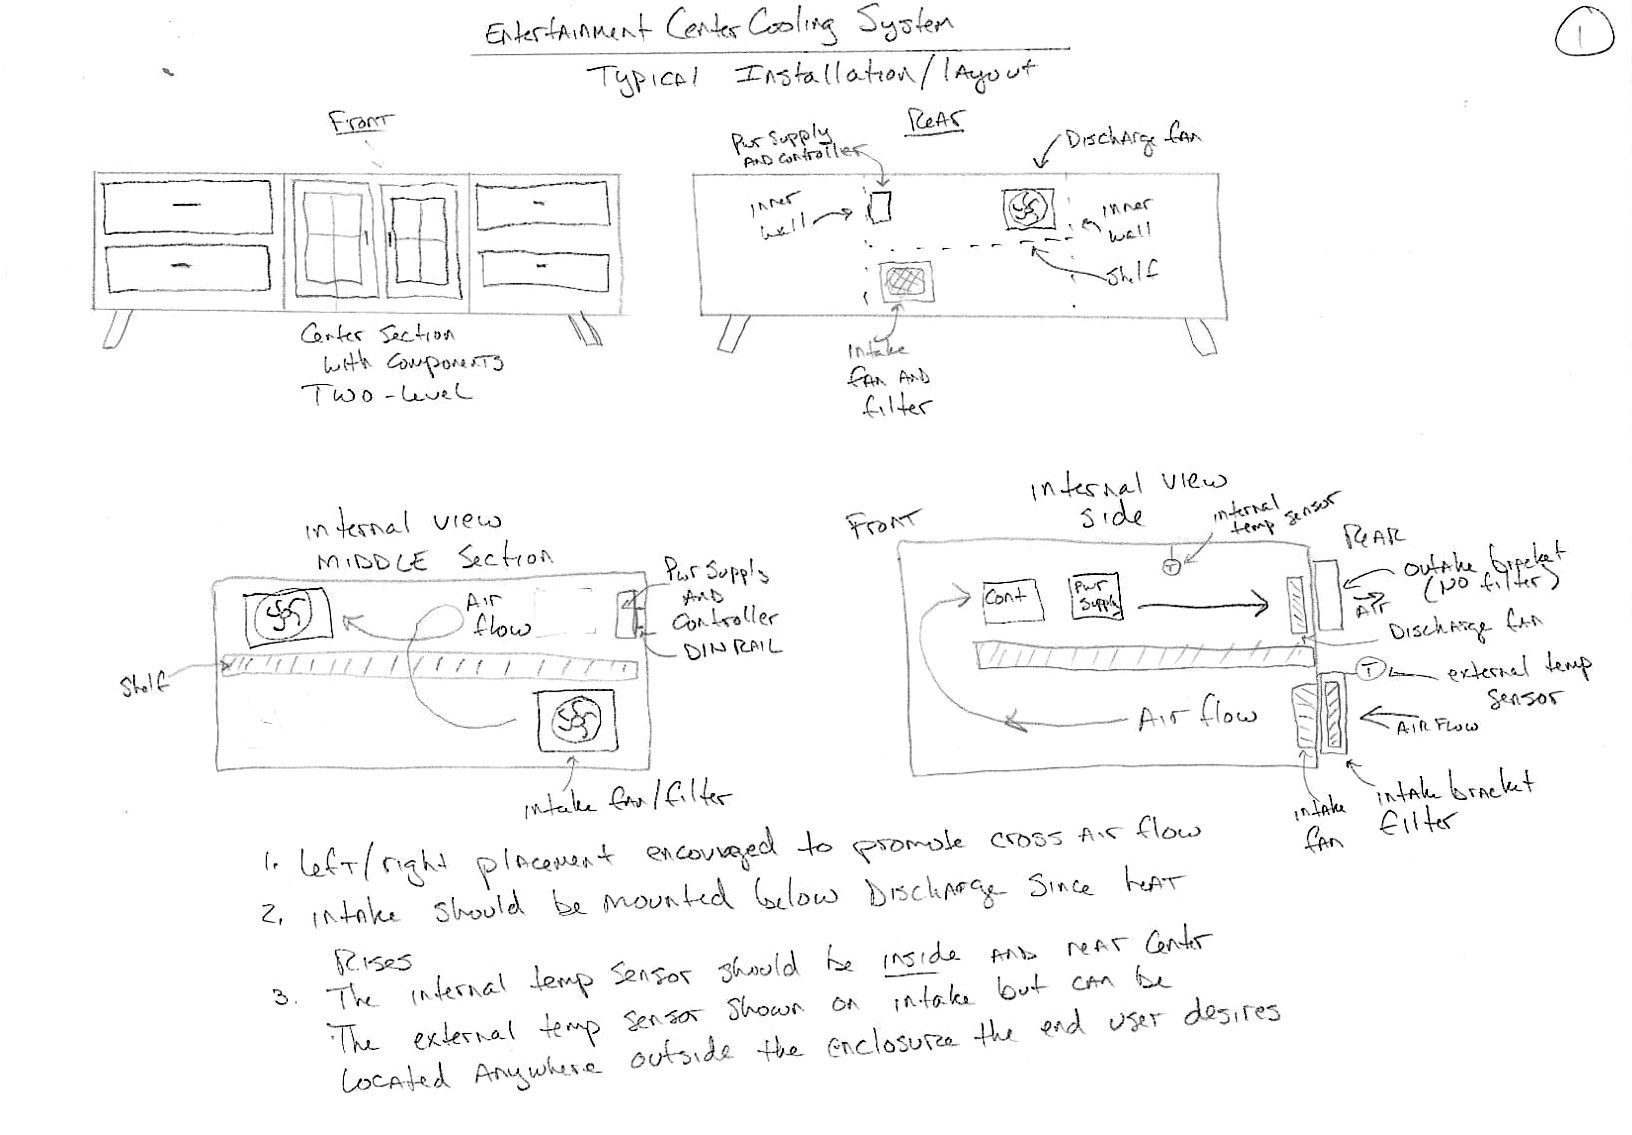 Entertainment Center Cooling System
1
Typical Installation/layout
Front
Center Section
with components
Two-level
Rear
Pwr Supply
and controller
Discharge fan
inner
wall
inner
wall
shelf
intake
fan and
filter
internal view
Middle Section
Air
flow
Pwr Supply
and
Controller
DIN RAIL
Shelf
intake fan/filter
internal view
side
Front
internal
temp sensor
Rear
Outake bracket
(No filter)
Air
Cont
Pwr
Supply
Discharge fan
T
T
external temp
sensor
Air flow
Air flow
intake
fan
intake bracket
filter
1. Left/right placement encouraged to promote cross Air flow
2. intake should be mounted below Discharge Since heat
Rises
3. The internal temp sensor should be inside and near center
The external temp sensor shown on intake but can be
Located Anywhere outside the enclosure the end user desires